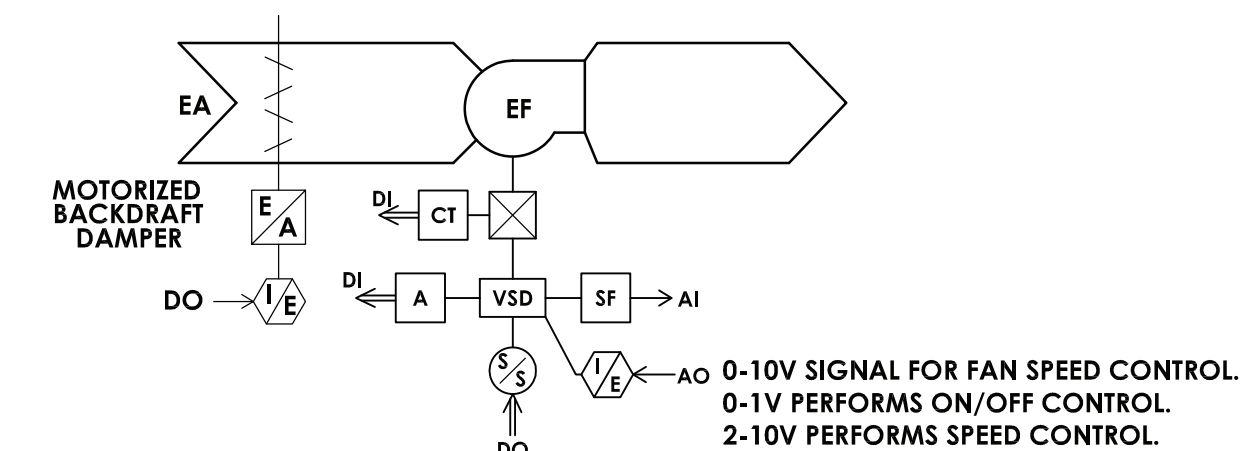 EA
EF
MOTORIZED
BACKDRAFT
DAMPER
E/A
DI
CT
DO
I/E
DI
A
VSD
SF
AI
S/S
I/E
AO
0-10V SIGNAL FOR FAN SPEED CONTROL.
0-1V PERFORMS ON/OFF CONTROL.
2-10V PERFORMS SPEED CONTROL.
DO